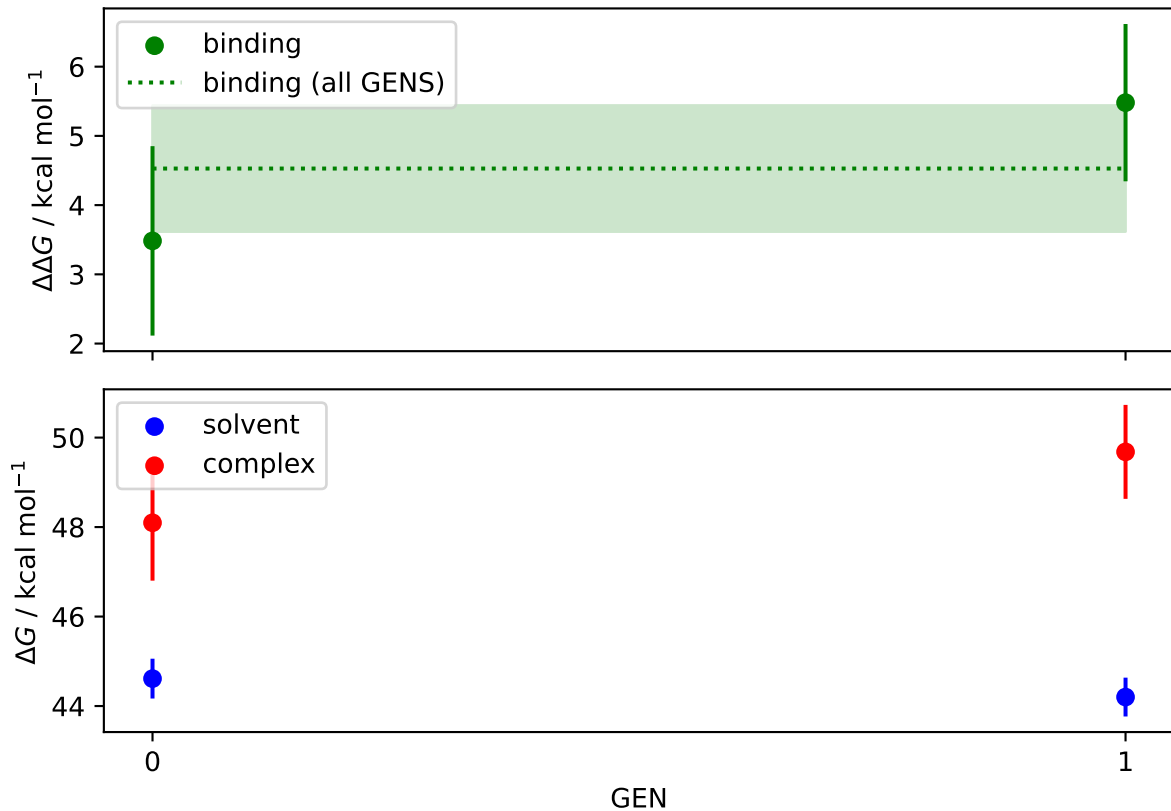 binding
binding (all GENS)
ΔΔG / kcal mol⁻¹
6
5
4
3
2
solvent
complex
ΔG / kcal mol⁻¹
50
48
46
44
0 1
GEN